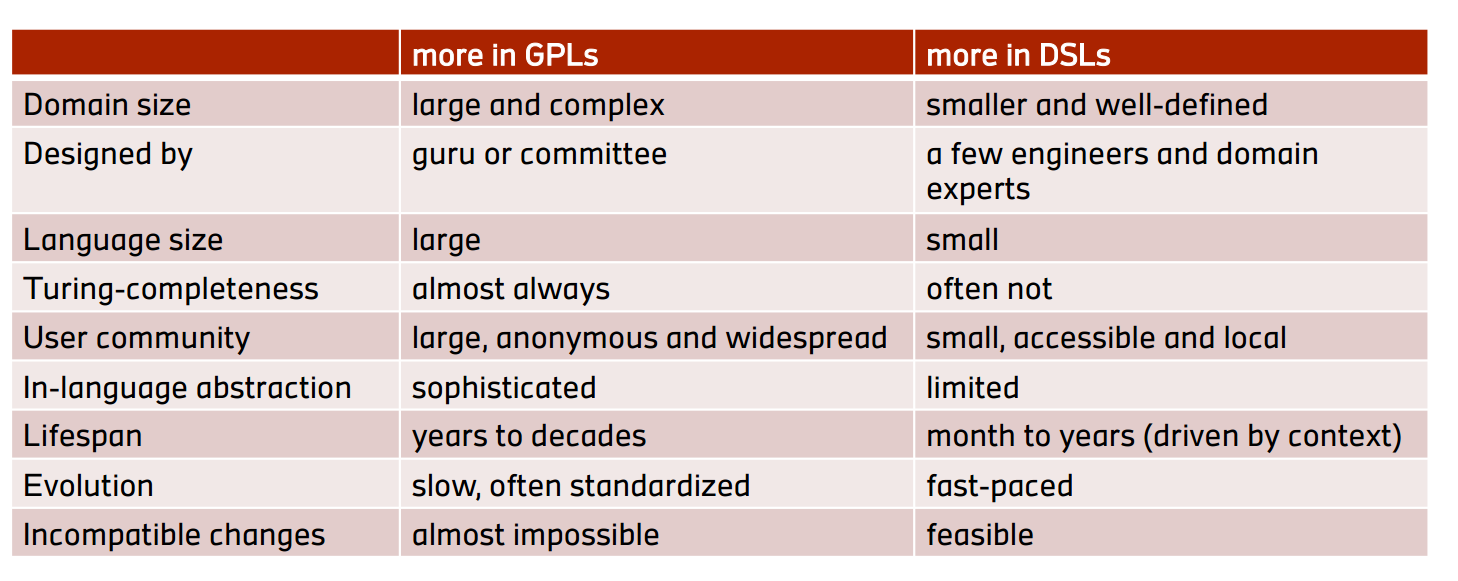 more in GPLs more in DSLs
Domain size large and complex smaller and well-defined
Designed by guru or committee a few engineers and domain
experts
Language size large small
Turing-completeness almost always often not
User community large, anonymous and widespread small, accessible and local
In-language abstraction sophisticated limited
Lifespan years to decades month to years (driven by context)
Evolution slow, often standardized fast-paced
Incompatible changes almost impossible feasible